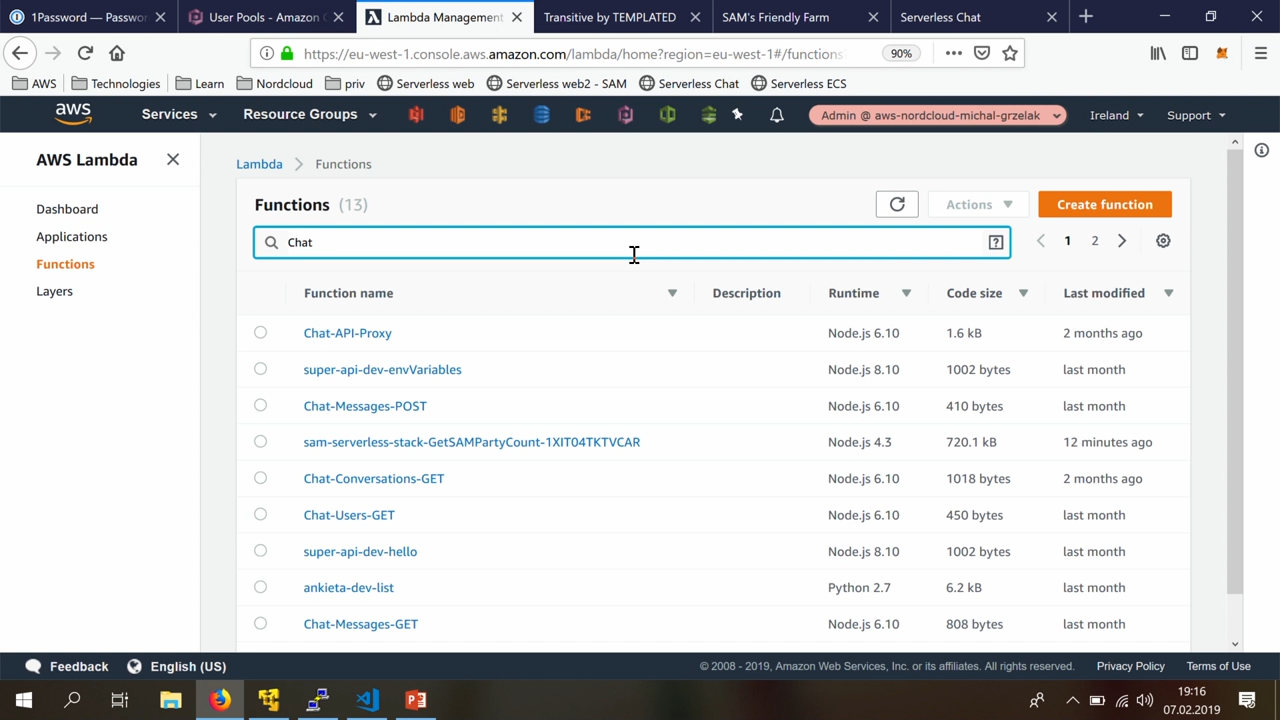 1Password — Passwo
User Pools - Amazon C
Lambda Management
Transitive by TEMPLATED
SAM's Friendly Farm
Serverless Chat
https://eu-west-1.console.aws.amazon.com/lambda/home?region=eu-west-1#/functions
90%
AWS
Technologies
Learn
Nordcloud
priv
Serverless web
Serverless web2 - SAM
Serverless Chat
Serverless ECS
aws
Services
Resource Groups
Admin @ aws-nordcloud-michal-grzelak
Ireland
Support
AWS Lambda
Dashboard
Applications
Functions
Layers
Lambda
Functions
Functions (13)
Actions
Create function
Chat
?
1
2
Function name
Description
Runtime
Code size
Last modified
Chat-API-Proxy
Node.js 6.10
1.6 kB
2 months ago
super-api-dev-envVariables
Node.js 8.10
1002 bytes
last month
Chat-Messages-POST
Node.js 6.10
410 bytes
last month
sam-serverless-stack-GetSAMPartyCount-1XIT04TKTVCAR
Node.js 4.3
720.1 kB
12 minutes ago
Chat-Conversations-GET
Node.js 6.10
1018 bytes
2 months ago
Chat-Users-GET
Node.js 6.10
450 bytes
last month
super-api-dev-hello
Node.js 8.10
1002 bytes
last month
ankieta-dev-list
Python 2.7
6.2 kB
last month
Chat-Messages-GET
Node.js 6.10
808 bytes
last month
Feedback
English (US)
© 2008 - 2019, Amazon Web Services, Inc. or its affiliates. All rights reserved.
Privacy Policy
Terms of Use
19:16
07.02.2019